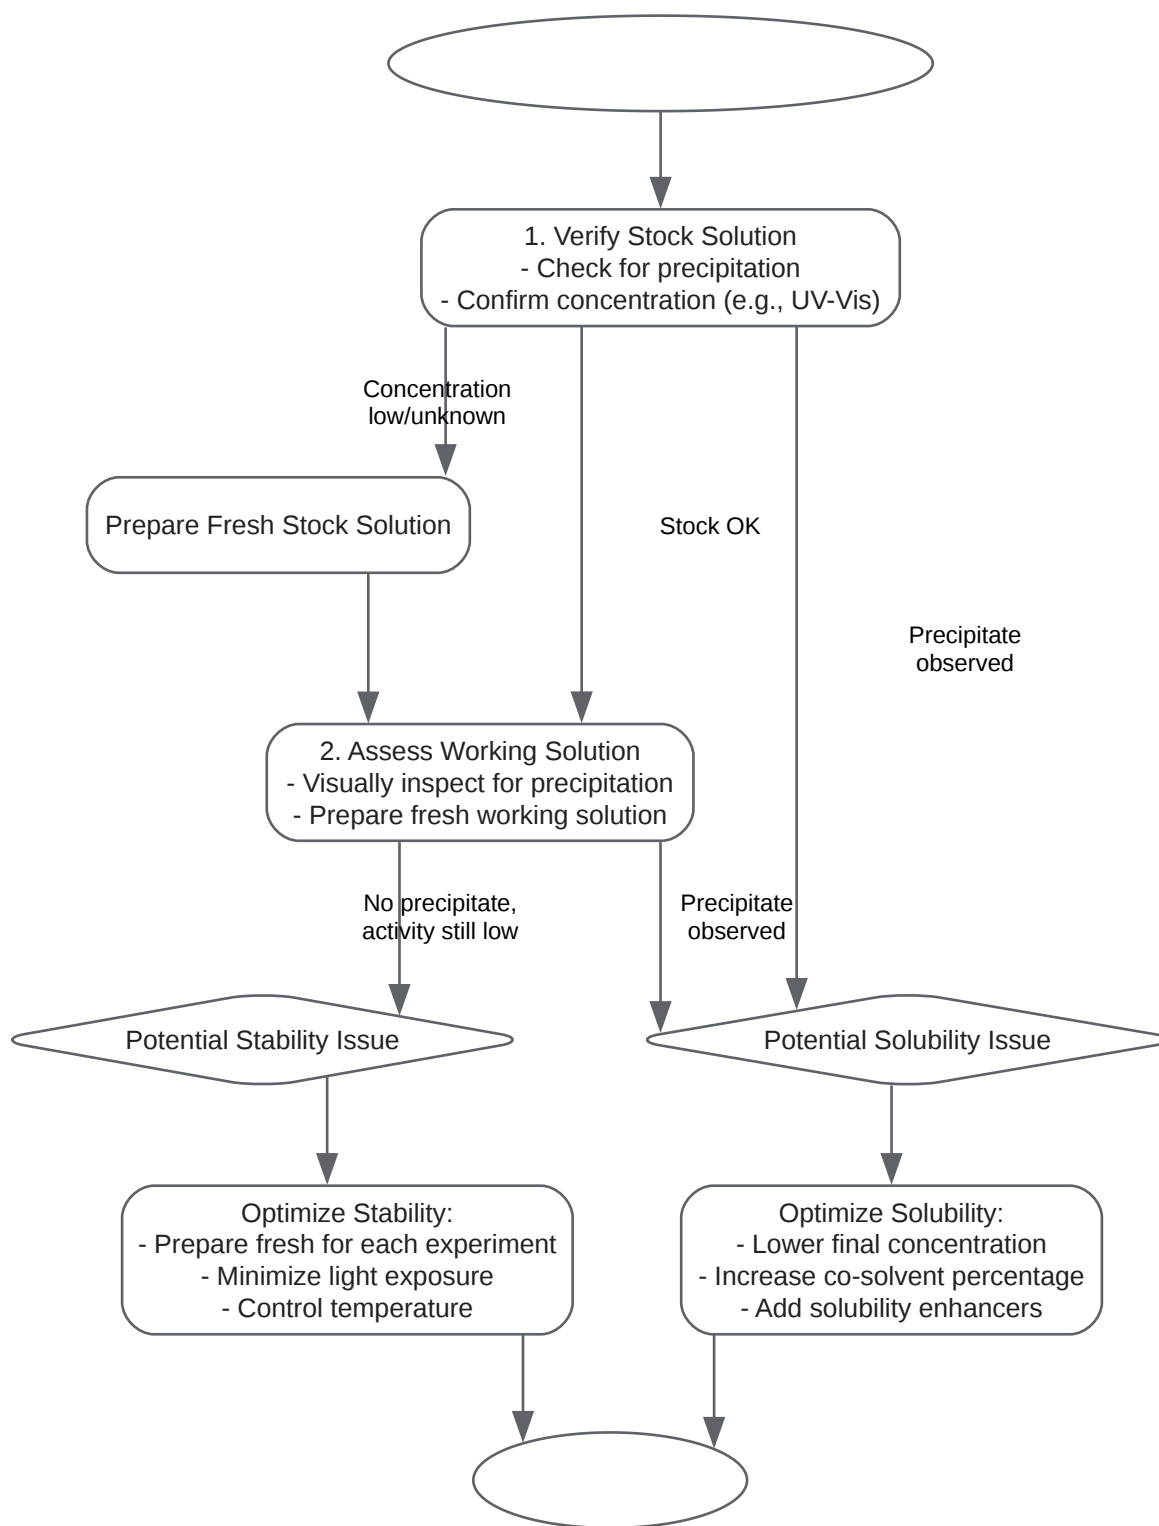 1. Verify Stock Solution
- Check for precipitation
- Confirm concentration (e.g., UV-Vis)
Concentration
low/unknown
Prepare Fresh Stock Solution
Stock OK
Precipitate
observed
2. Assess Working Solution
- Visually inspect for precipitation
- Prepare fresh working solution
No precipitate,
activity still low
Precipitate
observed
Potential Stability Issue
Potential Solubility Issue
Optimize Stability:
- Prepare fresh for each experiment
- Minimize light exposure
- Control temperature
Optimize Solubility:
- Lower final concentration
- Increase co-solvent percentage
- Add solubility enhancers